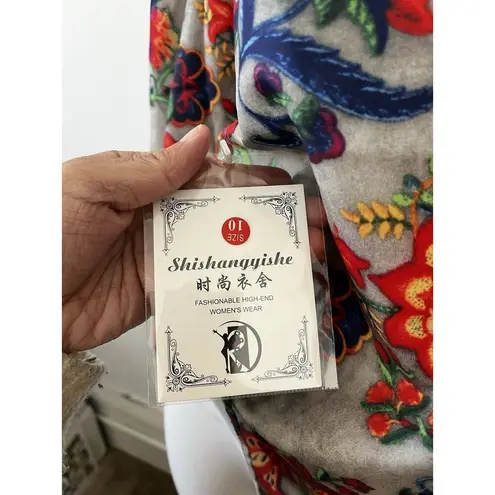 SIZE
10
Shishangyishe
时尚衣舍
FASHIONABLE HIGH-END
WOMEN'S WEAR